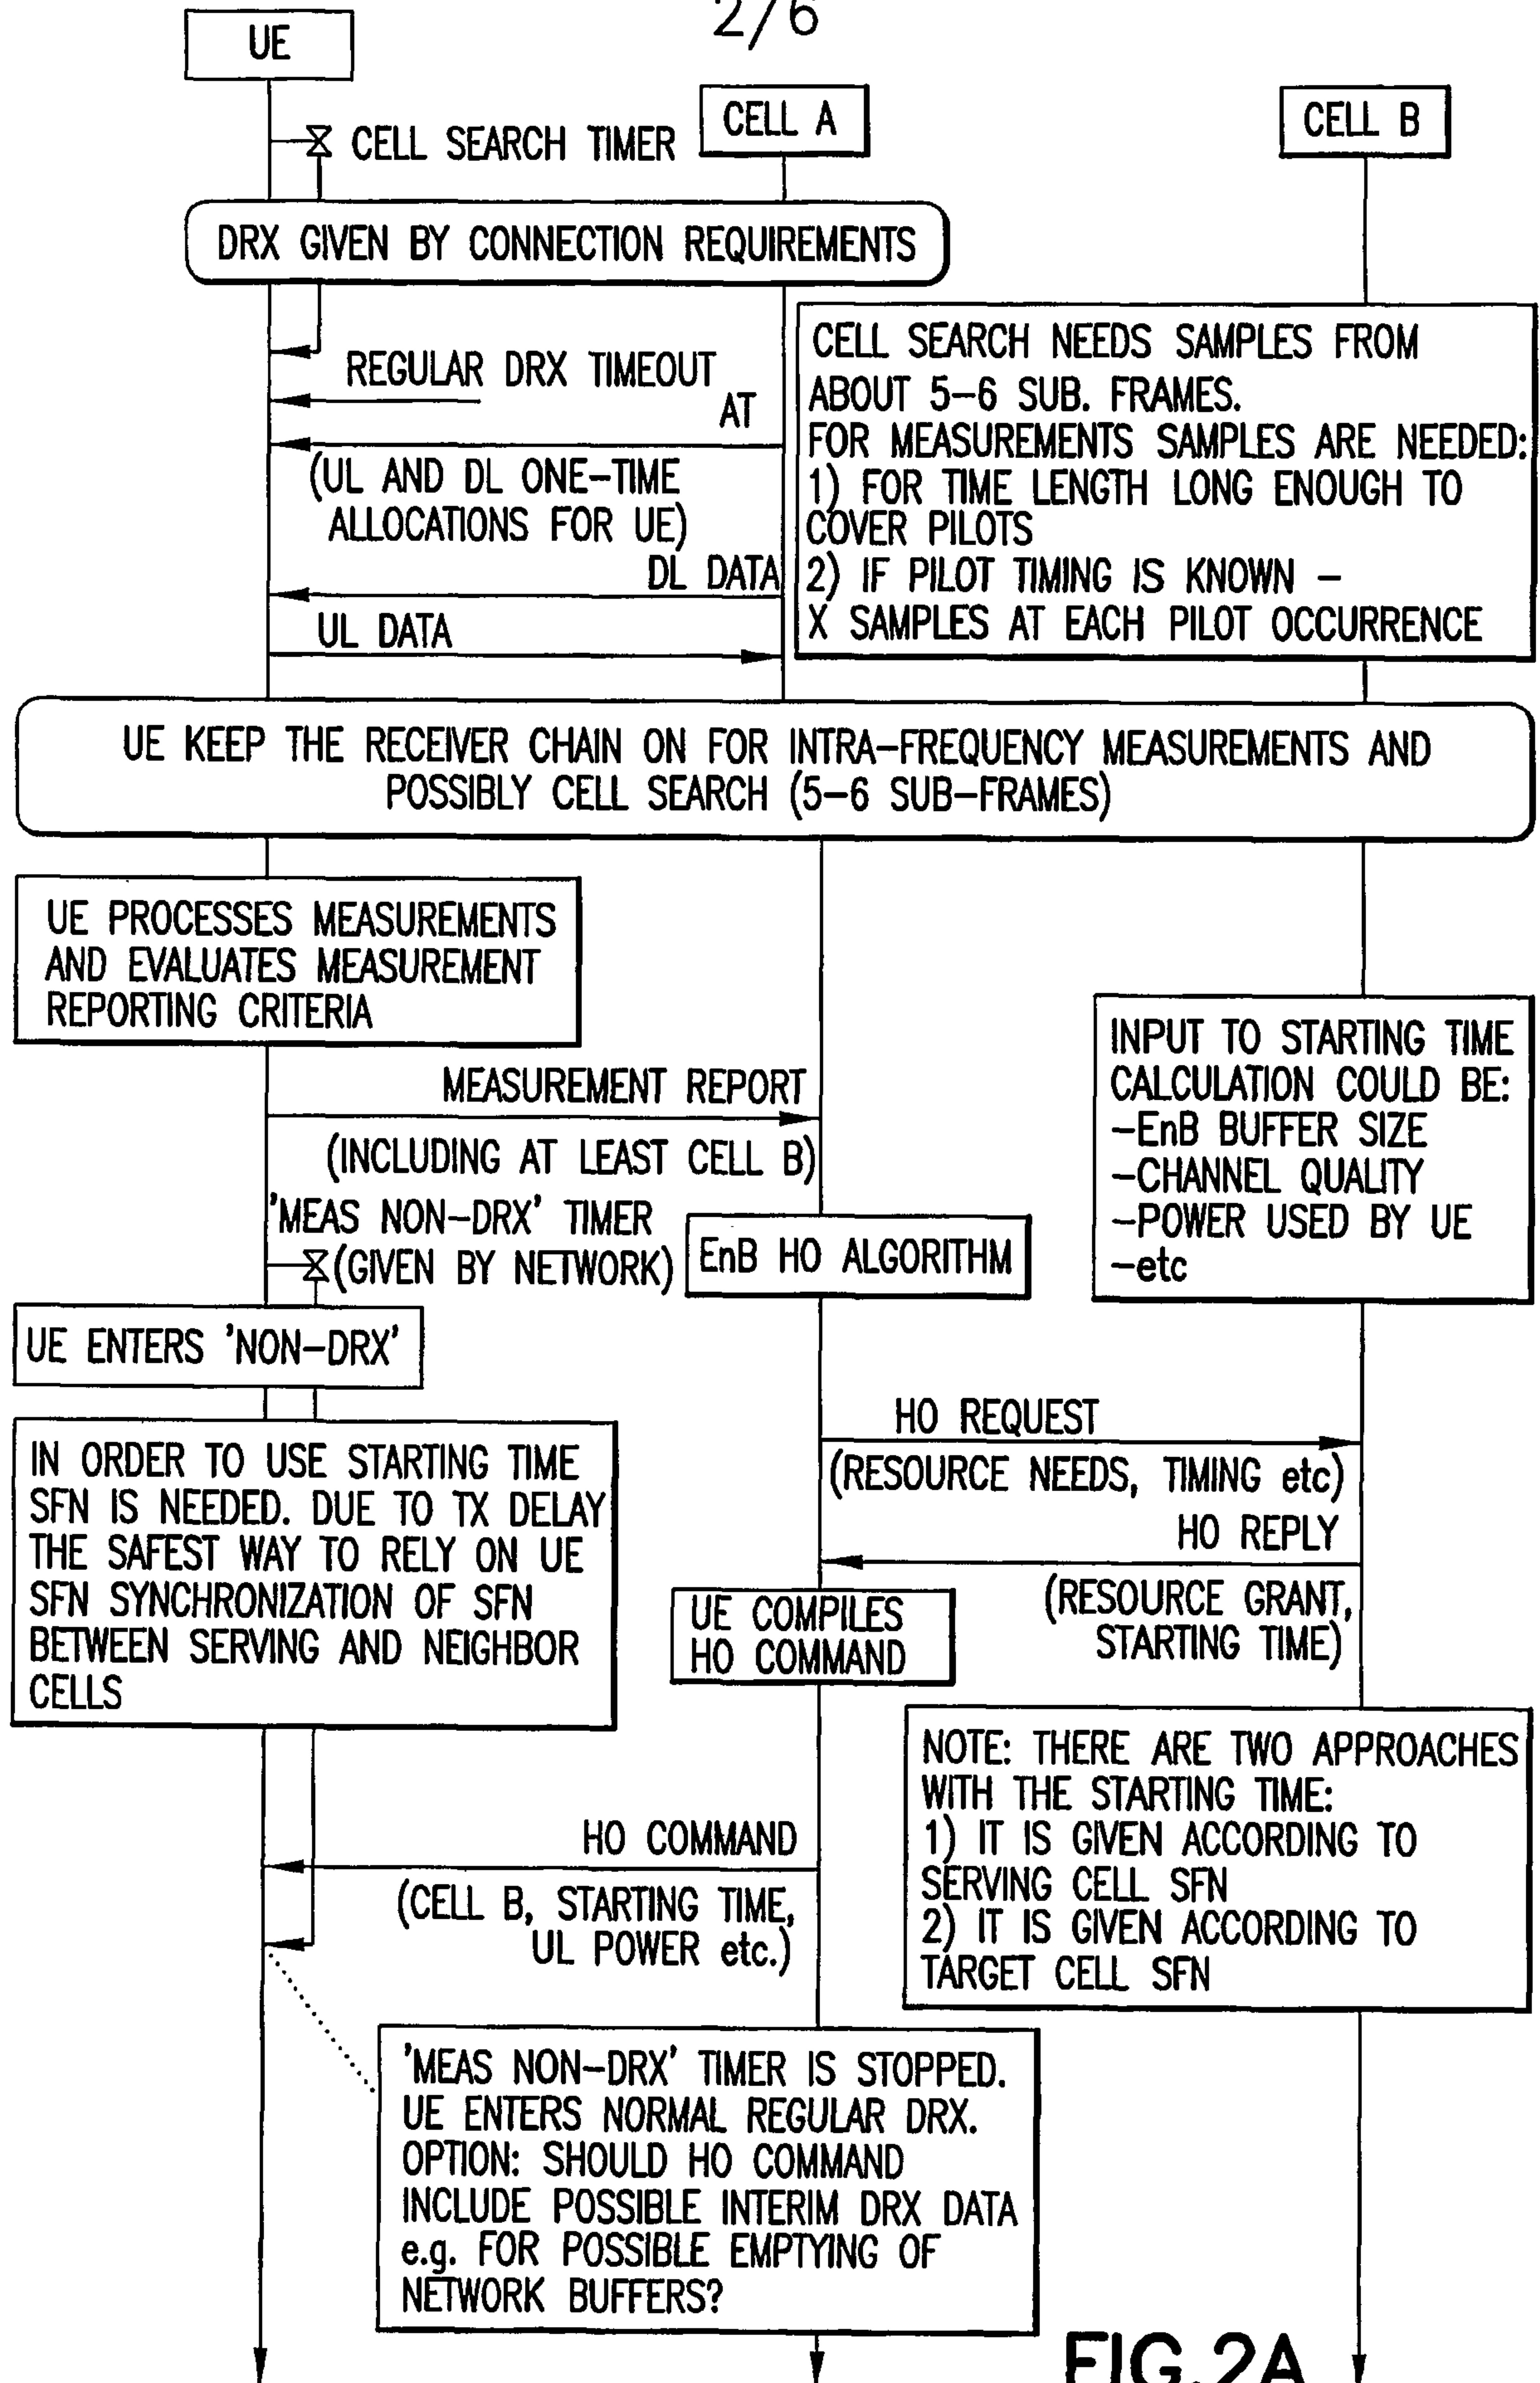 2/6
UE
CELL A
CELL B
CELL SEARCH TIMER
DRX GIVEN BY CONNECTION REQUIREMENTS
CELL SEARCH NEEDS SAMPLES FROM
ABOUT 5-6 SUB. FRAMES.
FOR MEASUREMENTS SAMPLES ARE NEEDED:
1) FOR TIME LENGTH LONG ENOUGH TO
COVER PILOTS
2) IF PILOT TIMING IS KNOWN -
X SAMPLES AT EACH PILOT OCCURRENCE
REGULAR DRX TIMEOUT
AT
(UL AND DL ONE-TIME
ALLOCATIONS FOR UE)
DL DATA
UL DATA
UE KEEP THE RECEIVER CHAIN ON FOR INTRA-FREQUENCY MEASUREMENTS AND
POSSIBLY CELL SEARCH (5-6 SUB-FRAMES)
UE PROCESSES MEASUREMENTS
AND EVALUATES MEASUREMENT
REPORTING CRITERIA
INPUT TO STARTING TIME
CALCULATION COULD BE:
-EnB BUFFER SIZE
-CHANNEL QUALITY
-POWER USED BY UE
-etc
MEASUREMENT REPORT
(INCLUDING AT LEAST CELL B)
'MEAS NON-DRX' TIMER
(GIVEN BY NETWORK)
EnB HO ALGORITHM
UE ENTERS 'NON-DRX'
HO REQUEST
(RESOURCE NEEDS, TIMING etc)
IN ORDER TO USE STARTING TIME
SFN IS NEEDED. DUE TO TX DELAY
THE SAFEST WAY TO RELY ON UE
SFN SYNCHRONIZATION OF SFN
BETWEEN SERVING AND NEIGHBOR
CELLS
HO REPLY
(RESOURCE GRANT,
STARTING TIME)
UE COMPILES
HO COMMAND
NOTE: THERE ARE TWO APPROACHES
WITH THE STARTING TIME:
1) IT IS GIVEN ACCORDING TO
SERVING CELL SFN
2) IT IS GIVEN ACCORDING TO
TARGET CELL SFN
HO COMMAND
(CELL B, STARTING TIME,
UL POWER etc.)
'MEAS NON-DRX' TIMER IS STOPPED.
UE ENTERS NORMAL REGULAR DRX.
OPTION: SHOULD HO COMMAND
INCLUDE POSSIBLE INTERIM DRX DATA
e.g. FOR POSSIBLE EMPTYING OF
NETWORK BUFFERS?
FIG.2A